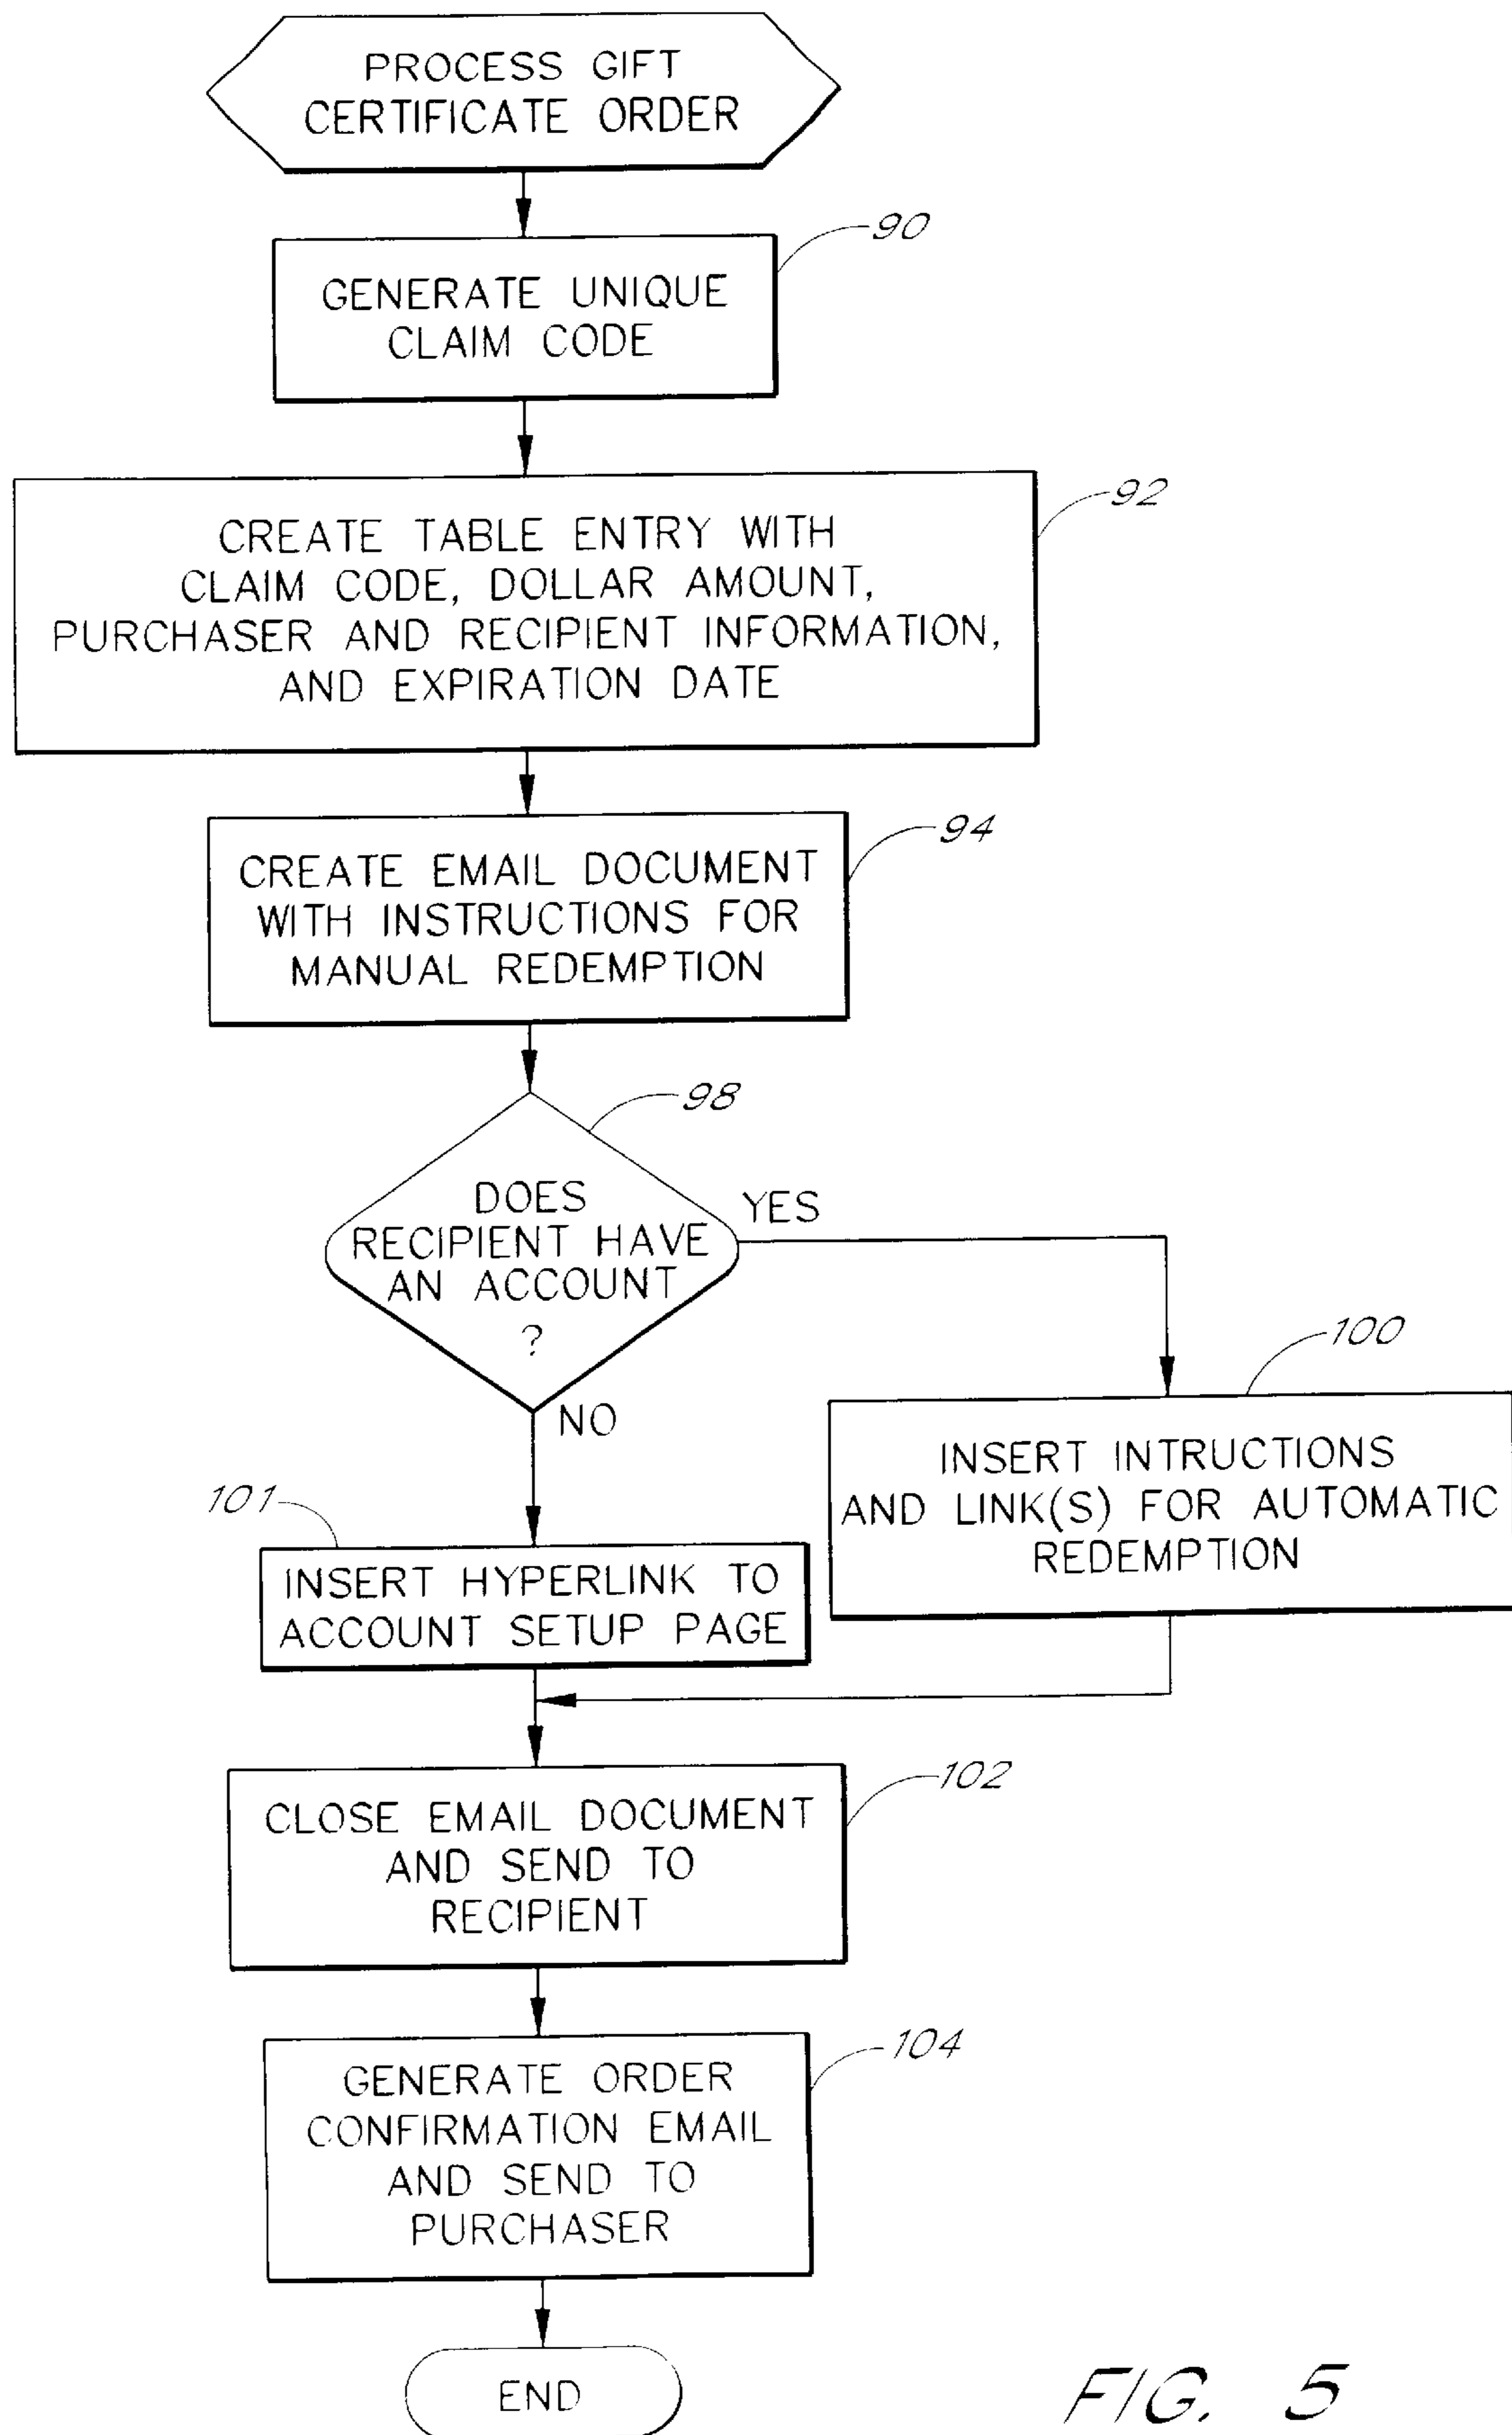 PROCESS GIFT
CERTIFICATE ORDER
90
GENERATE UNIQUE
CLAIM CODE
92
CREATE TABLE ENTRY WITH
CLAIM CODE, DOLLAR AMOUNT,
PURCHASER AND RECIPIENT INFORMATION,
AND EXPIRATION DATE
94
CREATE EMAIL DOCUMENT
WITH INSTRUCTIONS FOR
MANUAL REDEMPTION
98
DOES
RECIPIENT HAVE
AN ACCOUNT
?
YES
NO
100
INSERT INTRUCTIONS
AND LINK(S) FOR AUTOMATIC
REDEMPTION
101
INSERT HYPERLINK TO
ACCOUNT SETUP PAGE
102
CLOSE EMAIL DOCUMENT
AND SEND TO
RECIPIENT
104
GENERATE ORDER
CONFIRMATION EMAIL
AND SEND TO
PURCHASER
END
FIG. 5